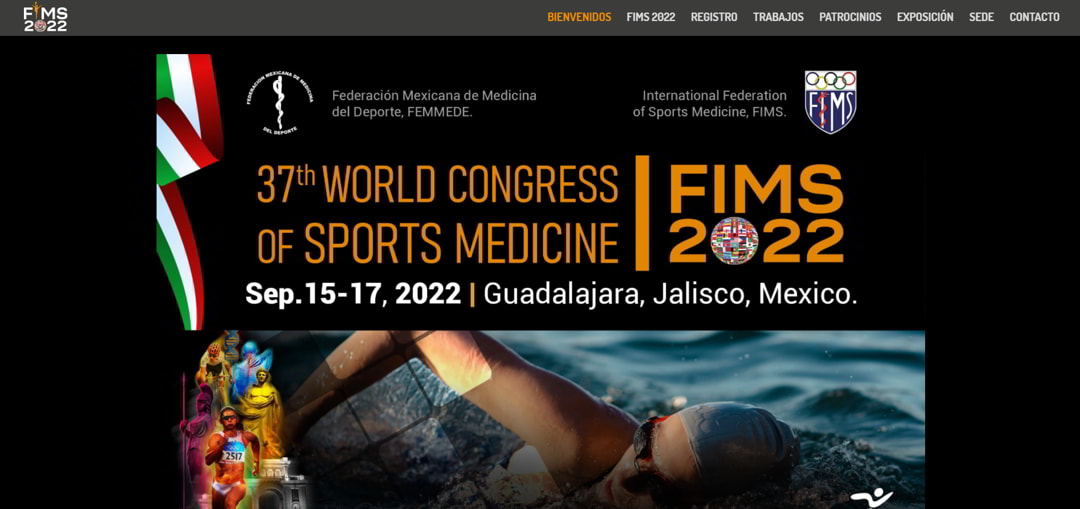 FIMS
2022
BIENVENIDOS FIMS 2022 REGISTRO TRABAJOS PATROCINIOS EXPOSICIÓN SEDE CONTACTO
FEDERACION MEXICANA DE MEDICINA
DEL DEPORTE
Federación Mexicana de Medicina
del Deporte, FEMMEDE.
International Federation
of Sports Medicine, FIMS.
FIMS
37th WORLD CONGRESS
OF SPORTS MEDICINE
FIMS
2022
Sep.15-17, 2022 | Guadalajara, Jalisco, Mexico.
2517